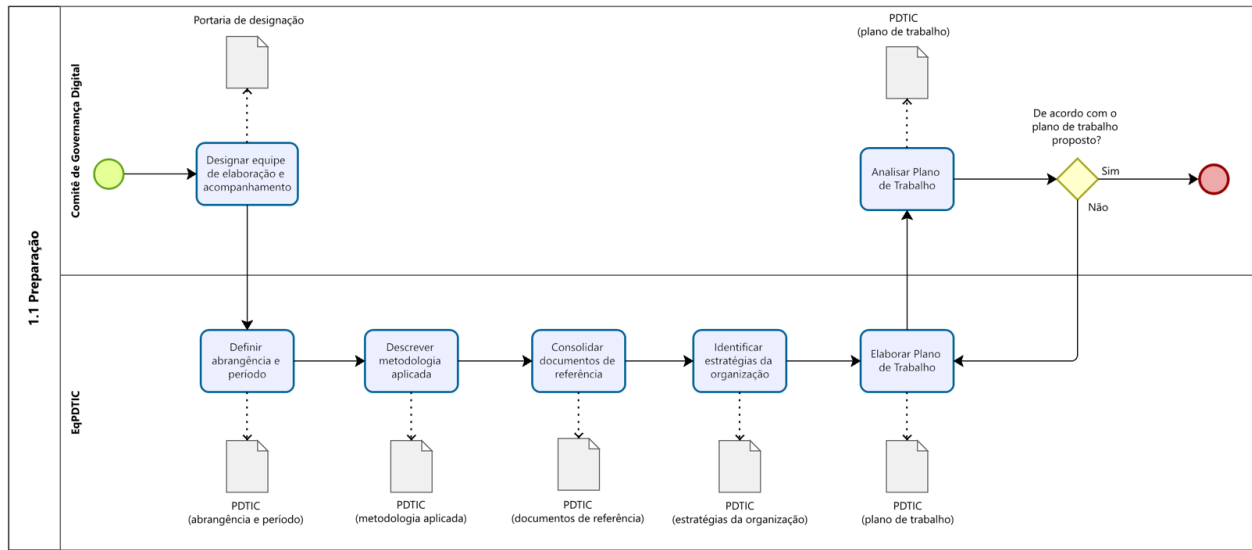 1.1 Preparação
Comitê de Governança Digital
Portaria de designação
Designar equipe
de elaboração e
acompanhamento
PDTIC
(plano de trabalho)
Analisar Plano
de Trabalho
De acordo com o
plano de trabalho
proposto?
Sim
Não
EqPDTIC
Definir
abrangência e
período
Descrever
metodologia
aplicada
Consolidar
documentos de
referência
Identificar
estratégias da
organização
Elaborar Plano
de Trabalho
PDTIC
(abrangência e período)
PDTIC
(metodologia aplicada)
PDTIC
(documentos de referência)
PDTIC
(estratégias da organização)
PDTIC
(plano de trabalho)